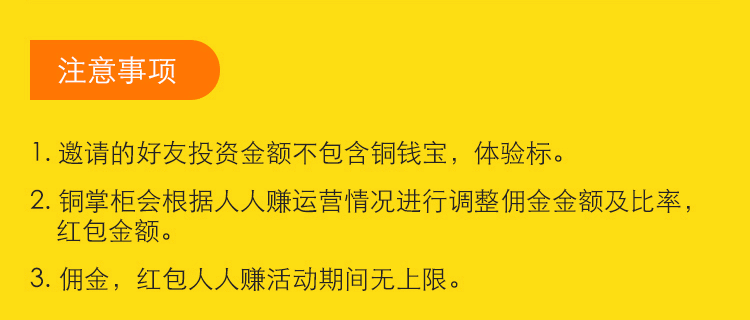 注意事项
1. 邀请的好友投资金额不包含铜钱宝，体验标。
2. 铜掌柜会根据人人赚运营情况进行调整佣金金额及比率，
红包金额。
3. 佣金，红包人人赚活动期间无上限。